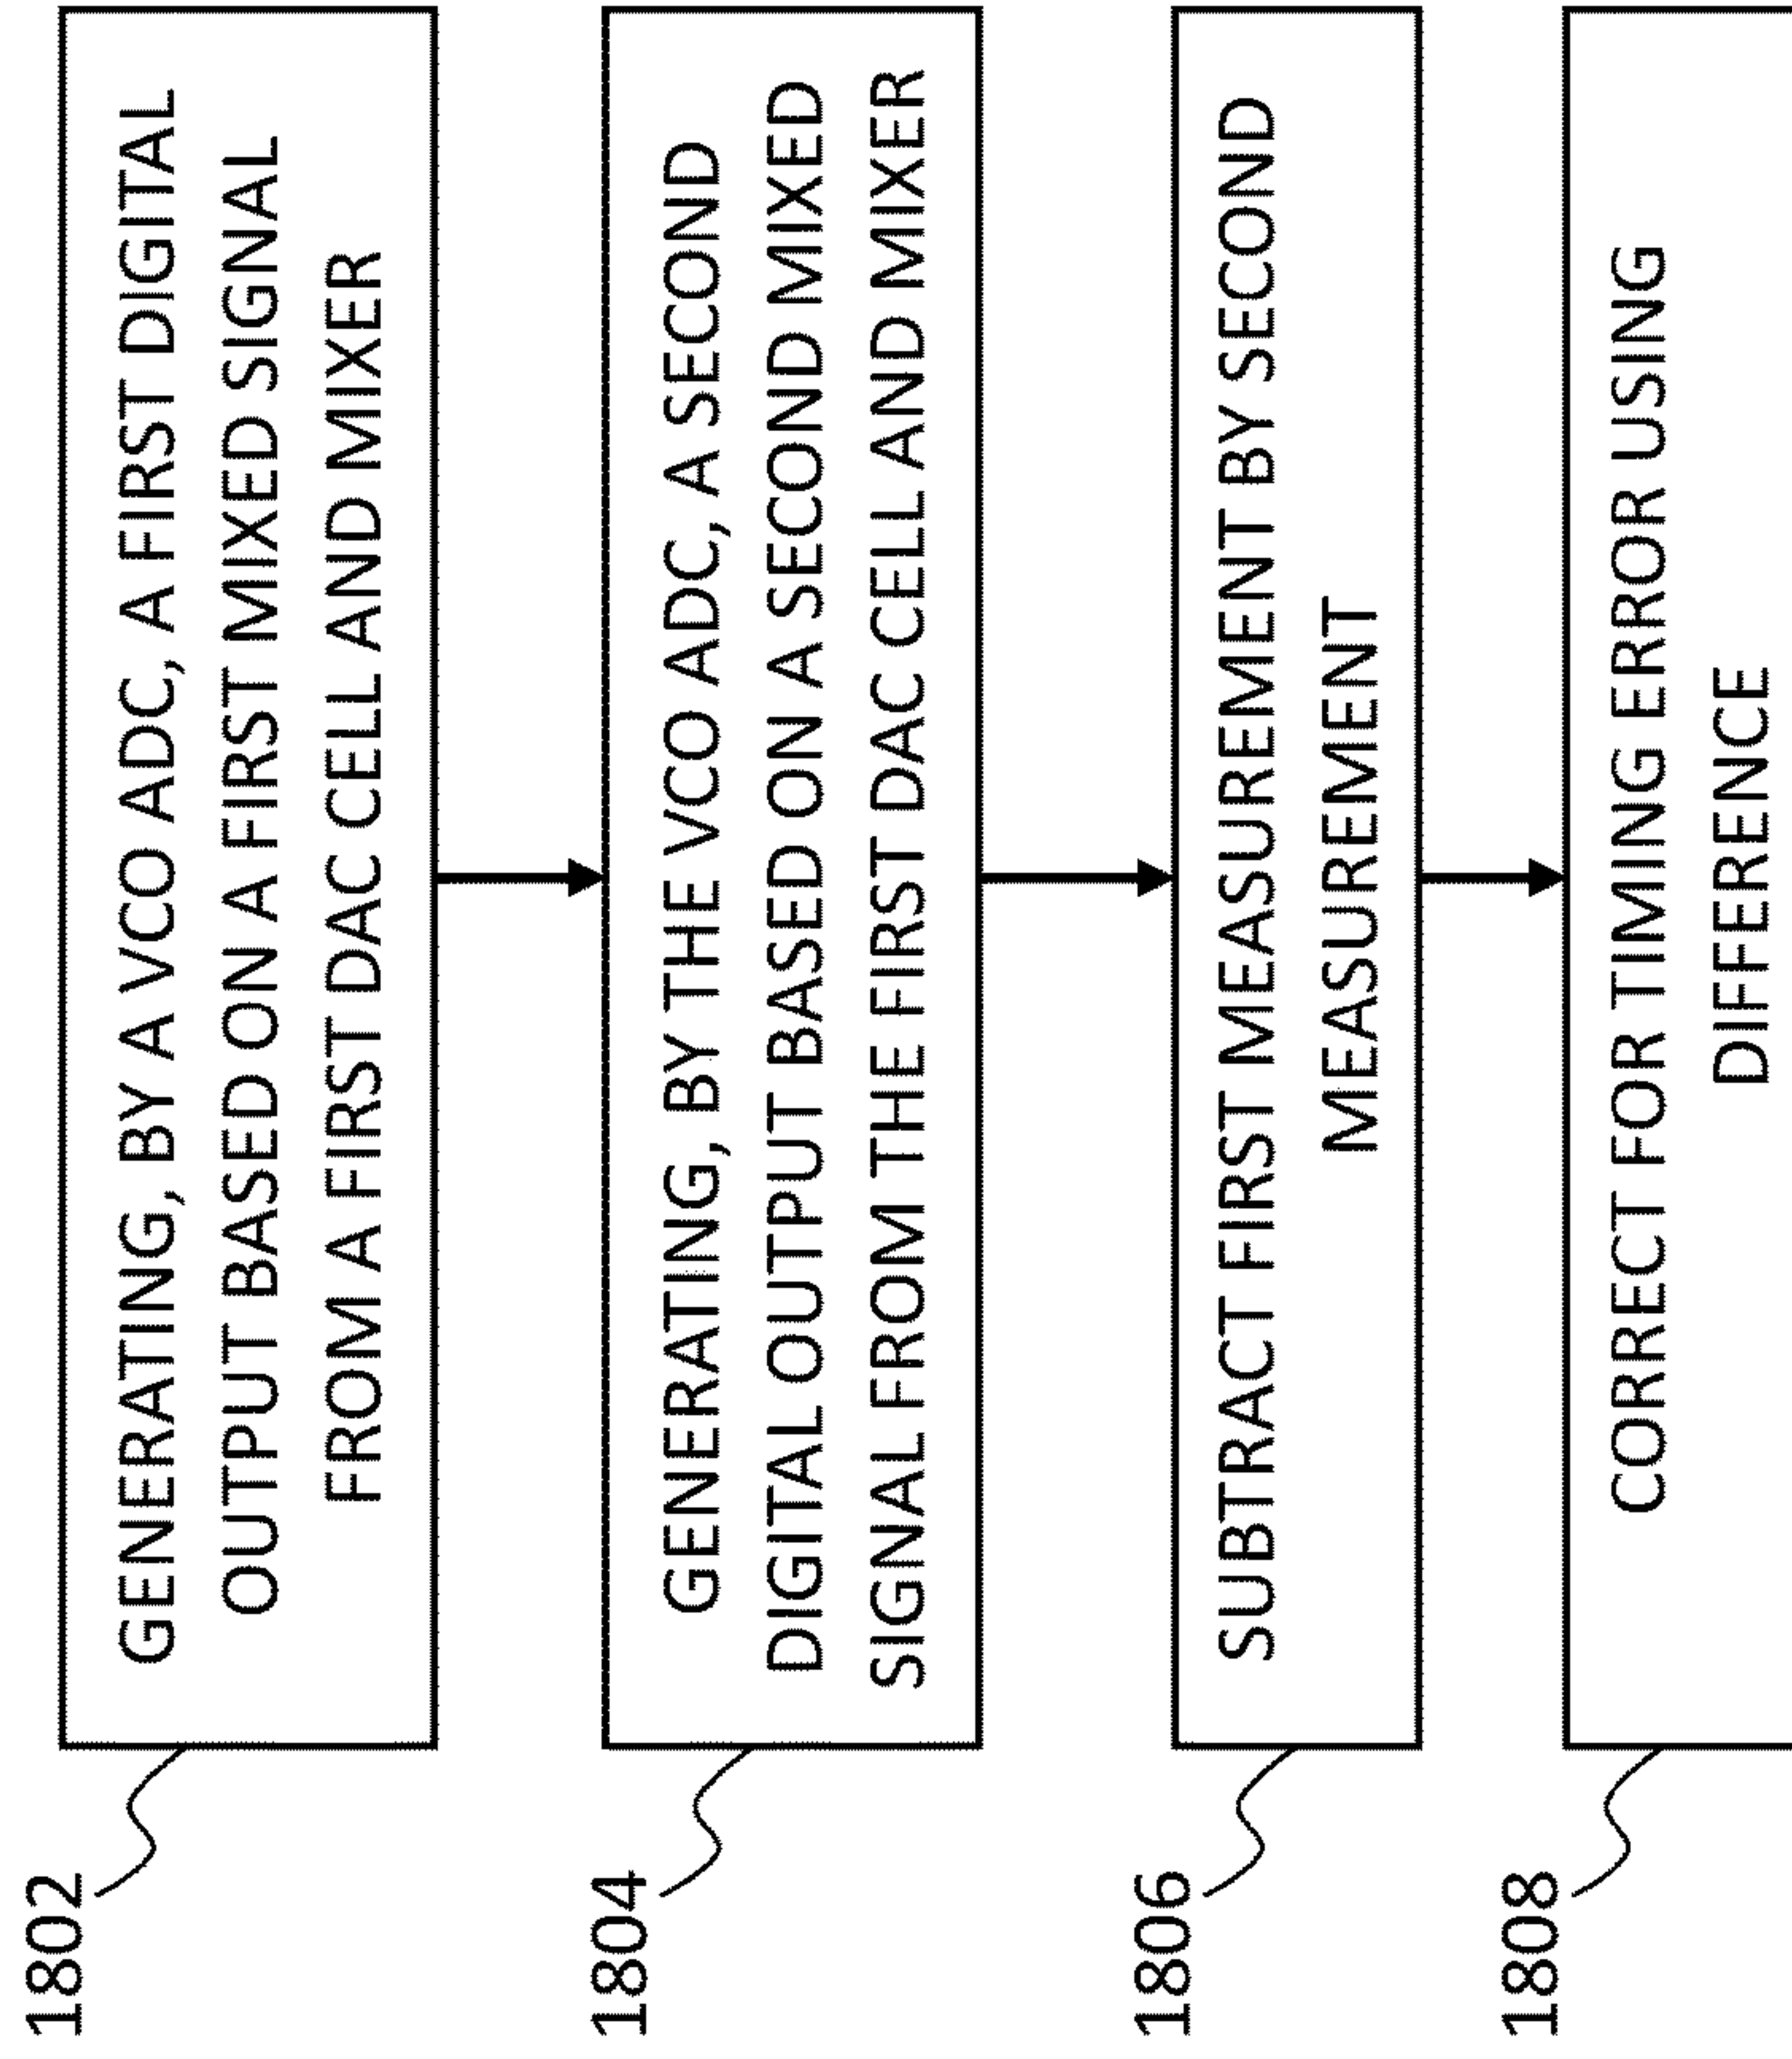 1802
GENERATING, BY A VCO ADC, A FIRST DIGITAL
OUTPUT BASED ON A FIRST MIXED SIGNAL
FROM A FIRST DAC CELL AND MIXER
1804
GENERATING, BY THE VCO ADC, A SECOND
DIGITAL OUTPUT BASED ON A SECOND MIXED
SIGNAL FROM THE FIRST DAC CELL AND MIXER
1806
SUBTRACT FIRST MEASUREMENT BY SECOND
MEASUREMENT
1808
CORRECT FOR TIMING ERROR USING
DIFFERENCE